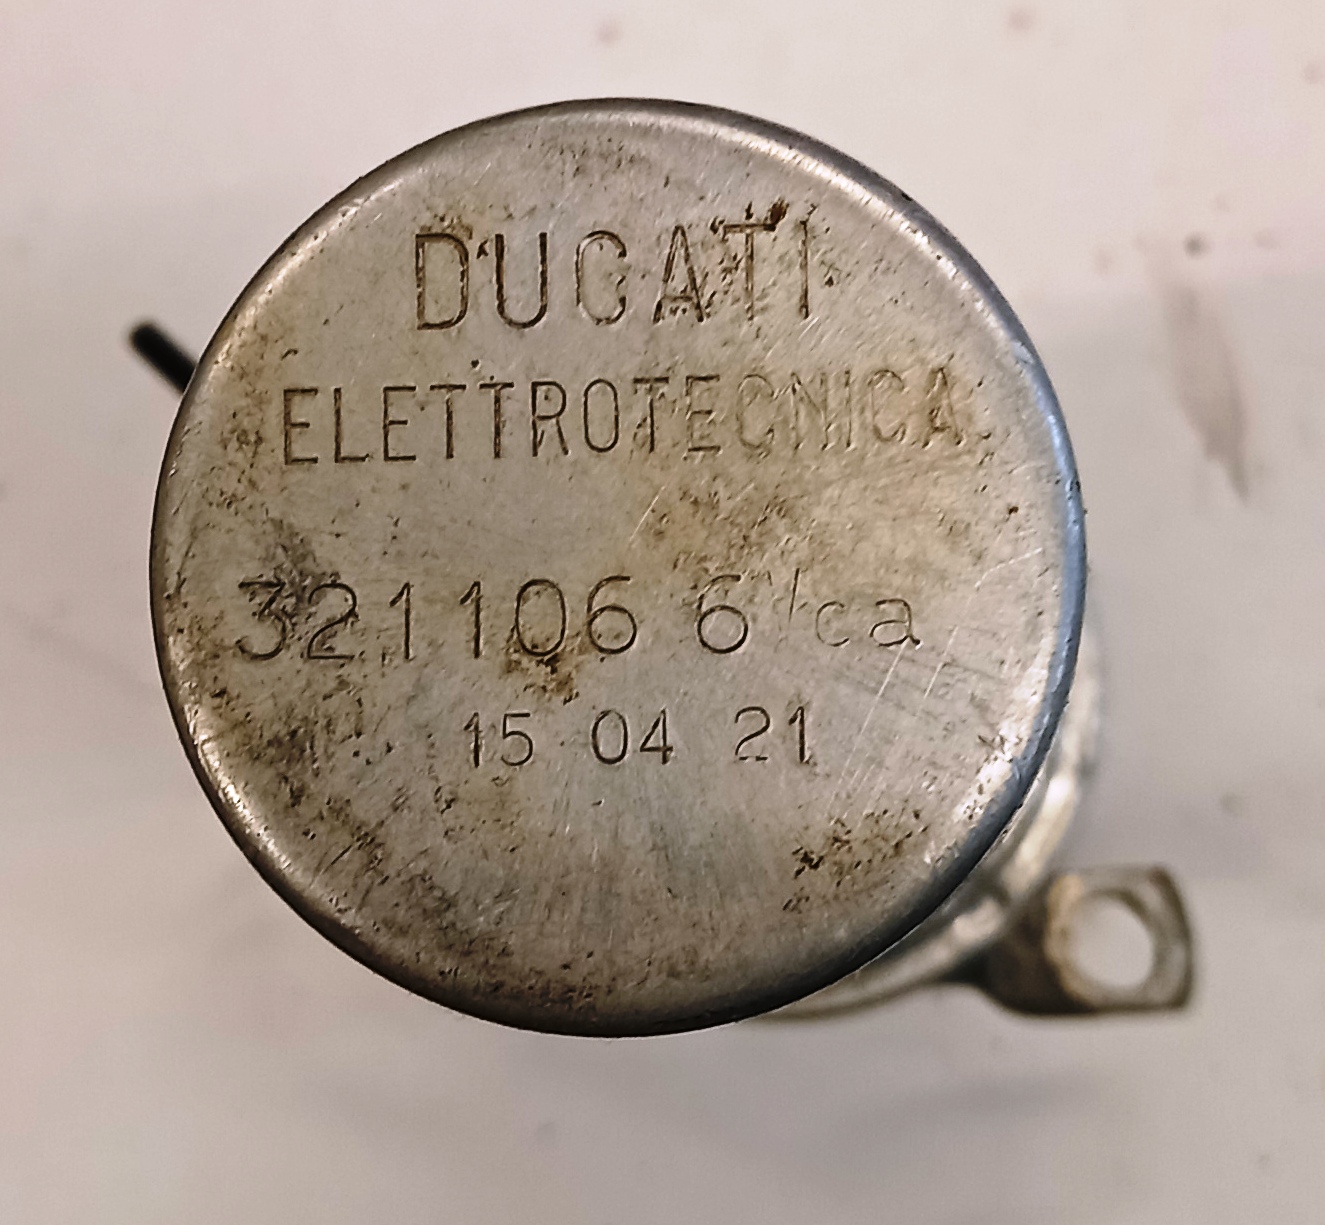 DUCATI
ELETTROTECNICA
321106 6/ca
15 04 21